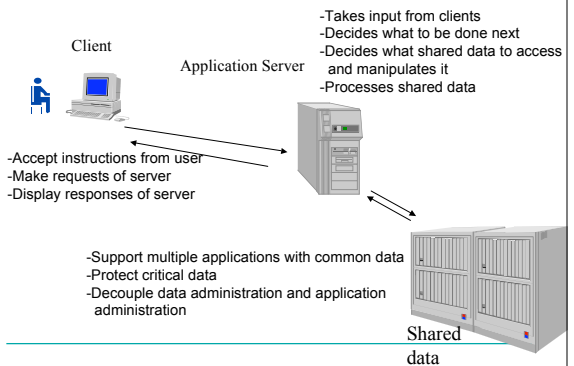 -Takes input from clients
-Decides what to be done next
-Decides what shared data to access
and manipulates it
-Processes shared data
Client
Application Server
-Accept instructions from user
-Make requests of server
-Display responses of server
-Support multiple applications with common data
-Protect critical data
-Decouple data administration and application
administration
Shared
data